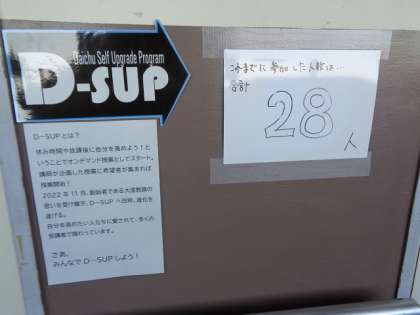 Daichu Self Upgrade Program
D-SUP
D－SUPとは？
休み時間や放課後に自分を高めよう！と
いうことでオンデマンド授業としてスタート。
講師が企画した授業に希望者が集まれば
授業開始！
2022年11月、創始者である大渡教頭の
思いを受け継ぎ、D－SUPへ改称、進化を
遂げる。
自分を高めたい人たちに愛されて、多くの
受講者で賑わっています。
さあ、
みんなでD－SUPしよう！
これまでに参加した人数は…
合計
28
人